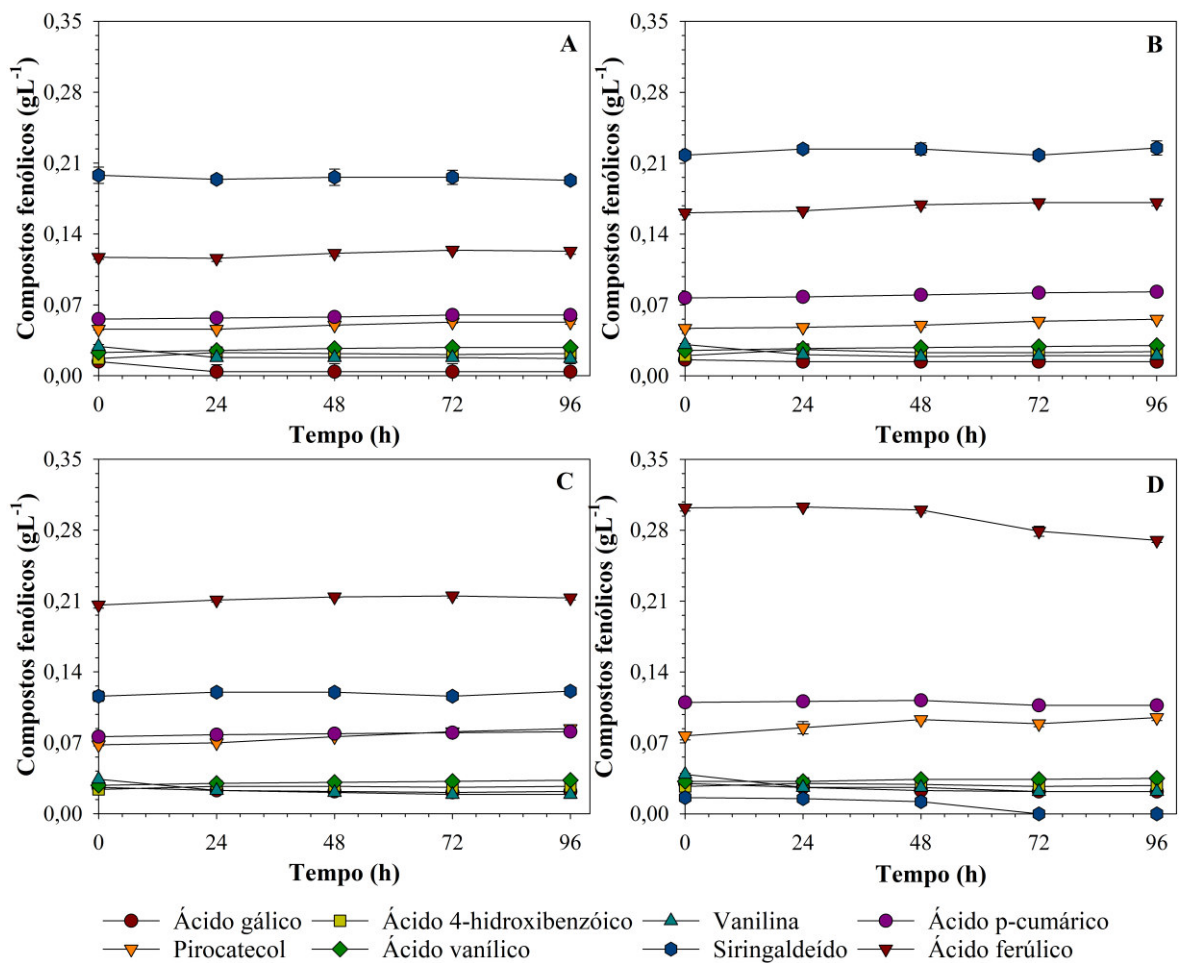 A
Compostos fenólicos (gL⁻¹)
0,35
0,28
0,21
0,14
0,07
0,00
0 24 48 72 96
Tempo (h)
B
Compostos fenólicos (gL⁻¹)
0,35
0,28
0,21
0,14
0,07
0,00
0 24 48 72 96
Tempo (h)
C
Compostos fenólicos (gL⁻¹)
0,35
0,28
0,21
0,14
0,07
0,00
0 24 48 72 96
Tempo (h)
D
Compostos fenólicos (gL⁻¹)
0,35
0,28
0,21
0,14
0,07
0,00
0 24 48 72 96
Tempo (h)
Ácido gálico Ácido 4-hidroxibenzóico Vanilina Ácido p-cumárico
Pirocatecol Ácido vanílico Siringaldeído Ácido ferúlico